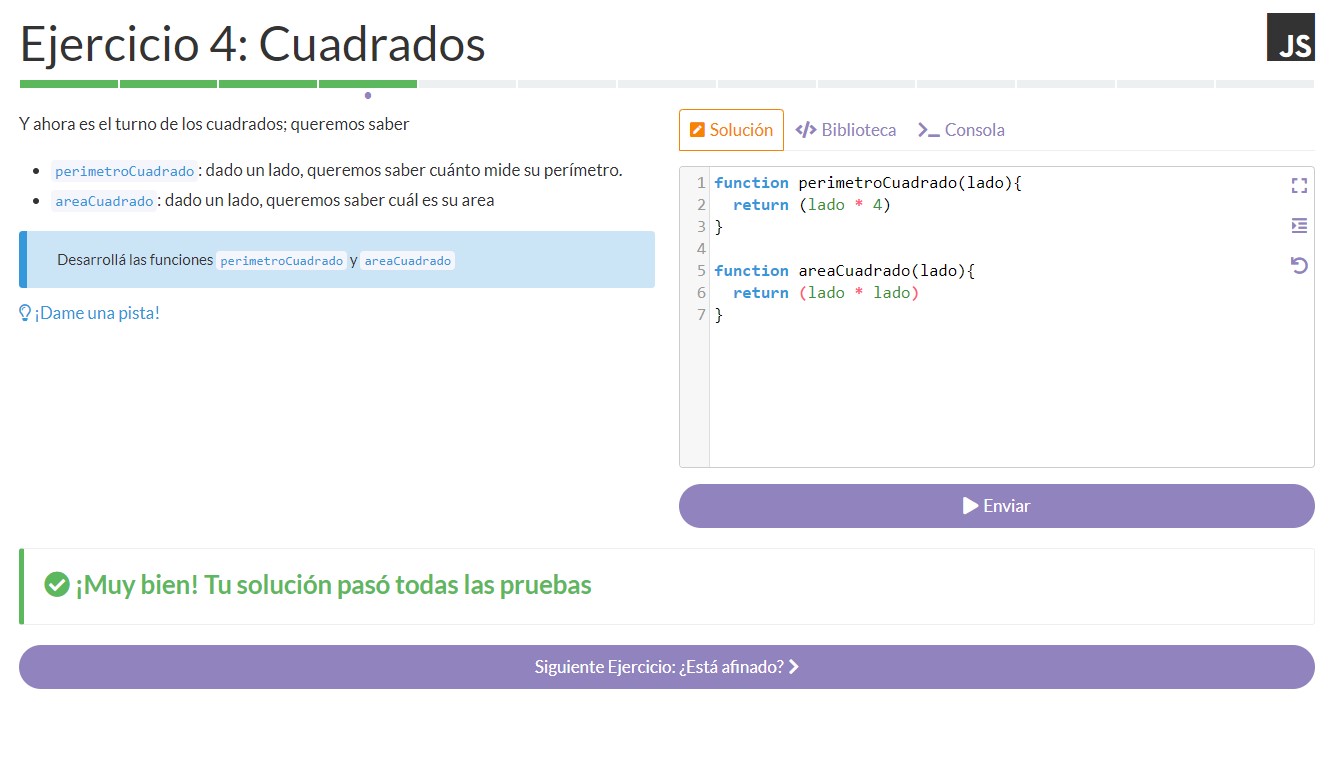 Ejercicio 4: Cuadrados
JS
Y ahora es el turno de los cuadrados; queremos saber
perimetroCuadrado : dado un lado, queremos saber cuánto mide su perímetro.
areaCuadrado : dado un lado, queremos saber cuál es su area
Desarrollá las funciones perimetroCuadrado y areaCuadrado
¡Dame una pista!
Solución Biblioteca Consola
1 function perimetroCuadrado(lado){
2   return (lado * 4)
3 }
4
5 function areaCuadrado(lado){
6   return (lado * lado)
7 }
Enviar
¡Muy bien! Tu solución pasó todas las pruebas
Siguiente Ejercicio: ¿Está afinado?